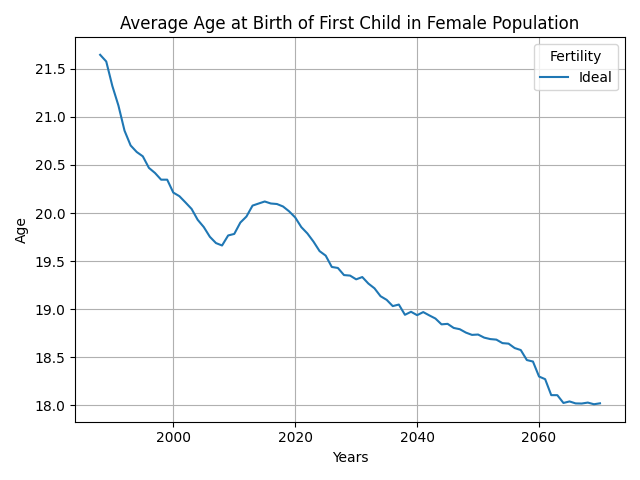 Average Age at Birth of First Child in Female Population
Fertility
Ideal
Age
21.5
21.0
20.5
20.0
19.5
19.0
18.5
18.0
2000 2020 2040 2060
Years